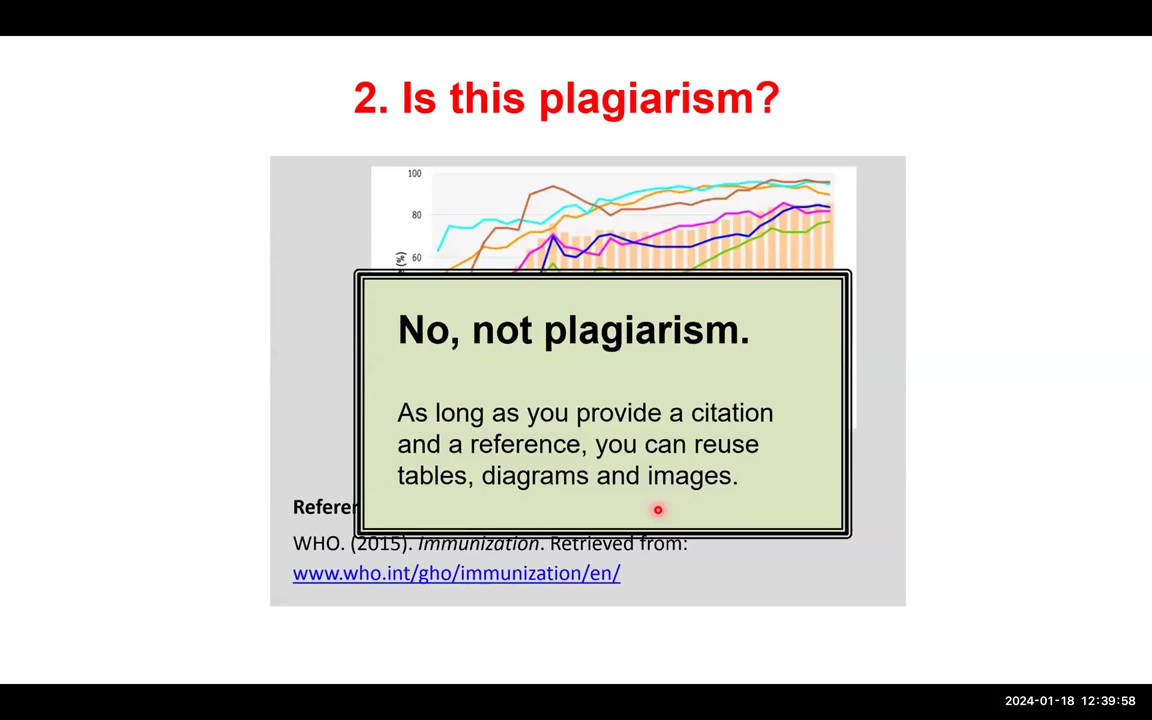 2. Is this plagiarism?
100
80
60
(%)
No, not plagiarism.
As long as you provide a citation
and a reference, you can reuse
tables, diagrams and images.
WHO. (2015). Immunization. Retrieved from:
www.who.int/gho/immunization/en/
2024-01-18 12:39:58